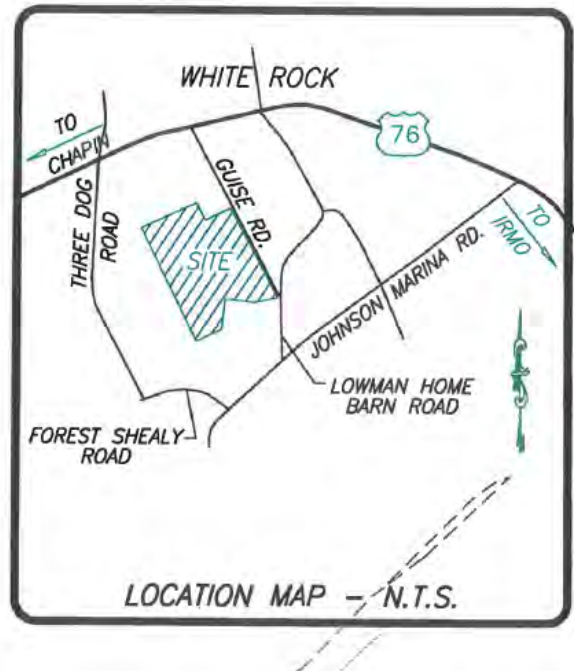 WHITE ROCK
TO
CHAPIN
76
THREE DOG
ROAD
GUISE RD.
SITE
TO
IRMO
JOHNSON MARINA RD.
LOWMAN HOME
BARN ROAD
FOREST SHEALY
ROAD
LOCATION MAP - N.T.S.